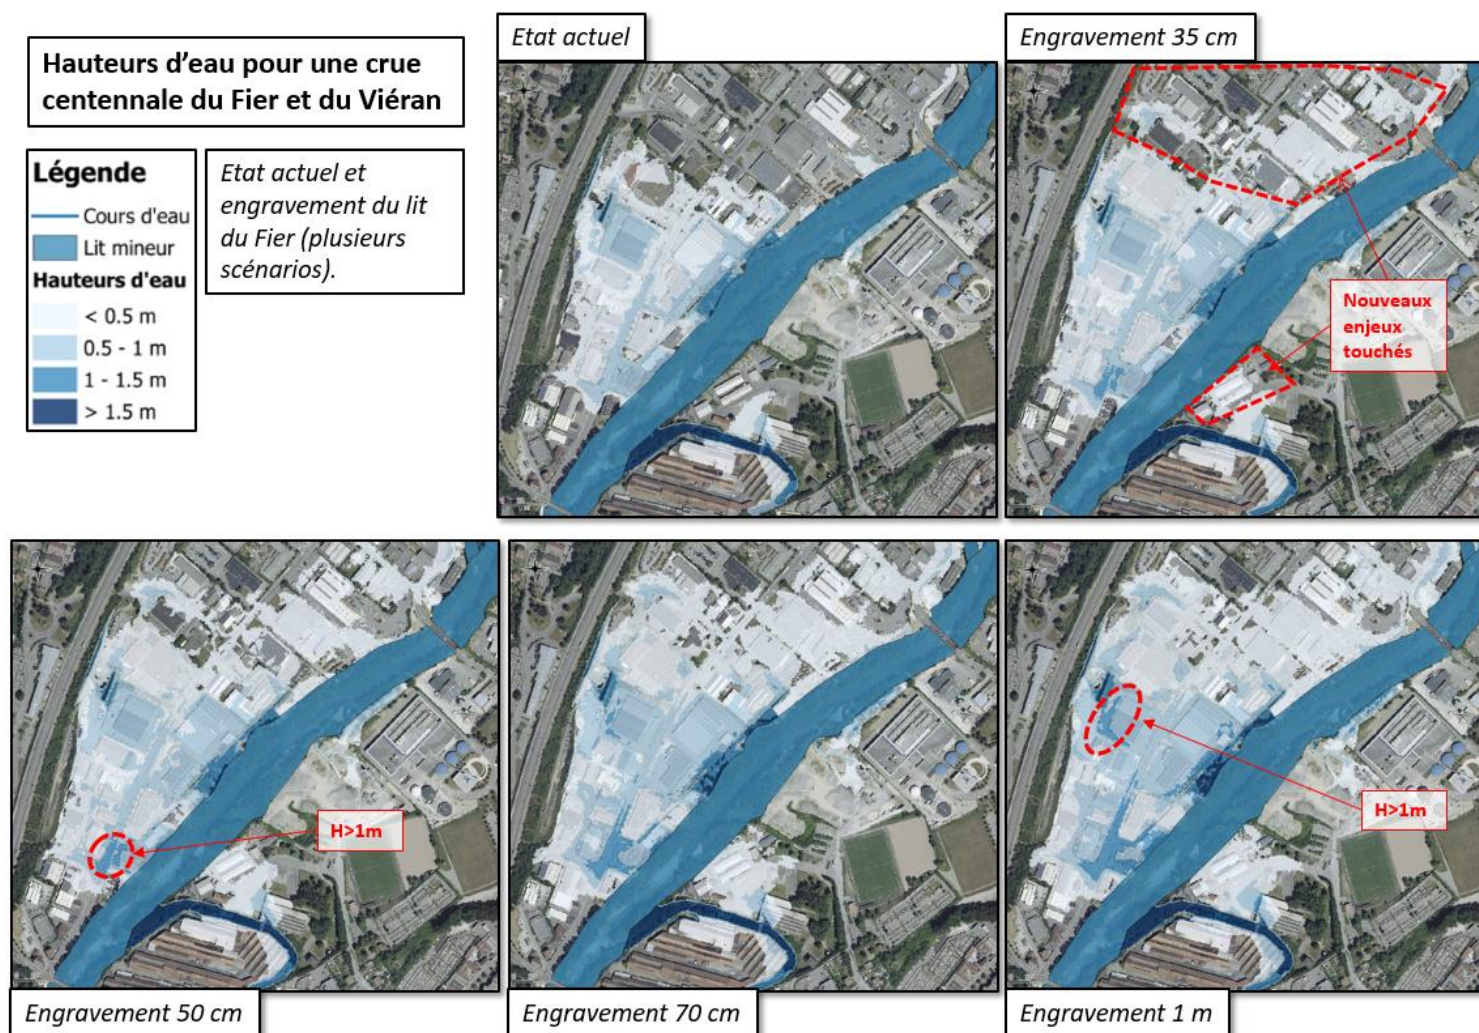 Hauteurs d'eau pour une crue
centennale du Fier et du Viéran
Légende
Cours d'eau
Lit mineur
Hauteurs d'eau
< 0.5 m
0.5 - 1 m
1 - 1.5 m
> 1.5 m
Etat actuel et
engravement du lit
du Fier (plusieurs
scénarios).
Etat actuel
Engravement 35 cm
Nouveaux
enjeux
touchés
H>1m
H>1m
Engravement 50 cm
Engravement 70 cm
Engravement 1 m